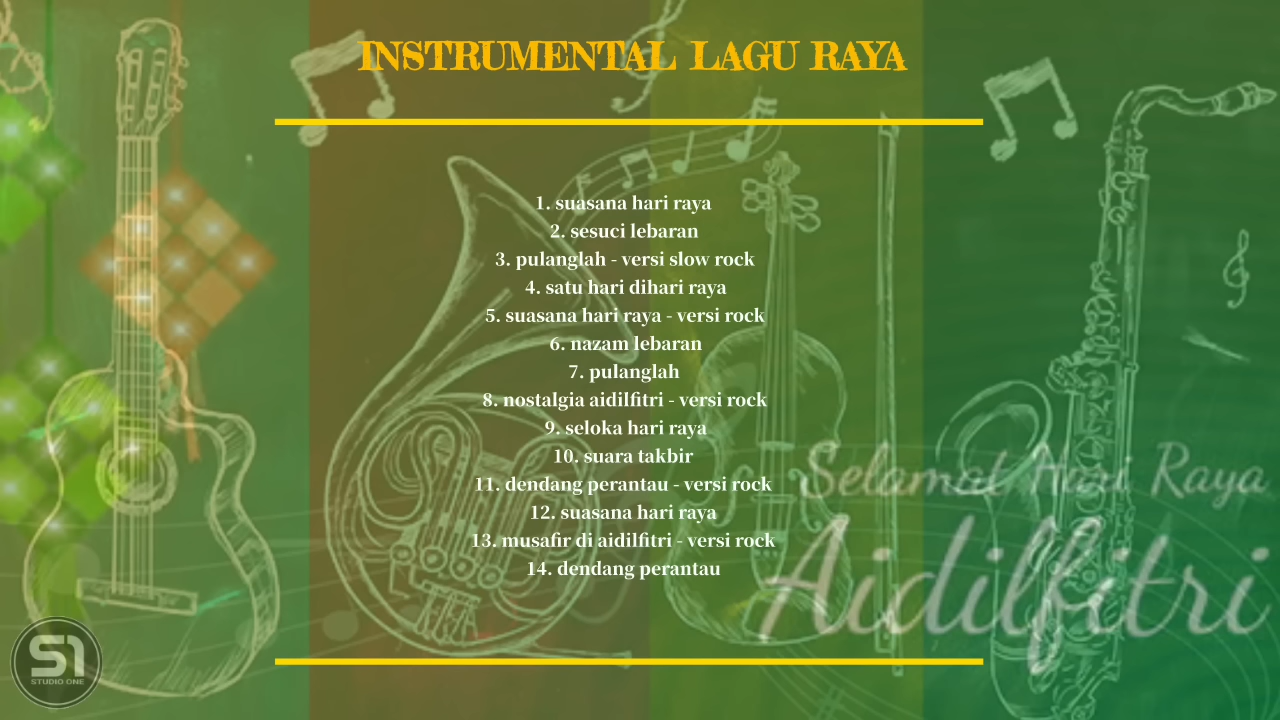 INSTRUMENTAL LAGU RAYA
1. suasana hari raya
2. sesuci lebaran
3. pulanglah - versi slow rock
4. satu hari dihari raya
5. suasana hari raya - versi rock
6. nazam lebaran
7. pulanglah
8. nostalgia aidilfitri - versi rock
9. seloka hari raya
10. suara takbir
11. dendang perantau - versi rock
12. suasana hari raya
13. musafir di aidilfitri - versi rock
14. dendang perantau
Selamat Hari Raya
Aidilfitri
S1
STUDIO ONE